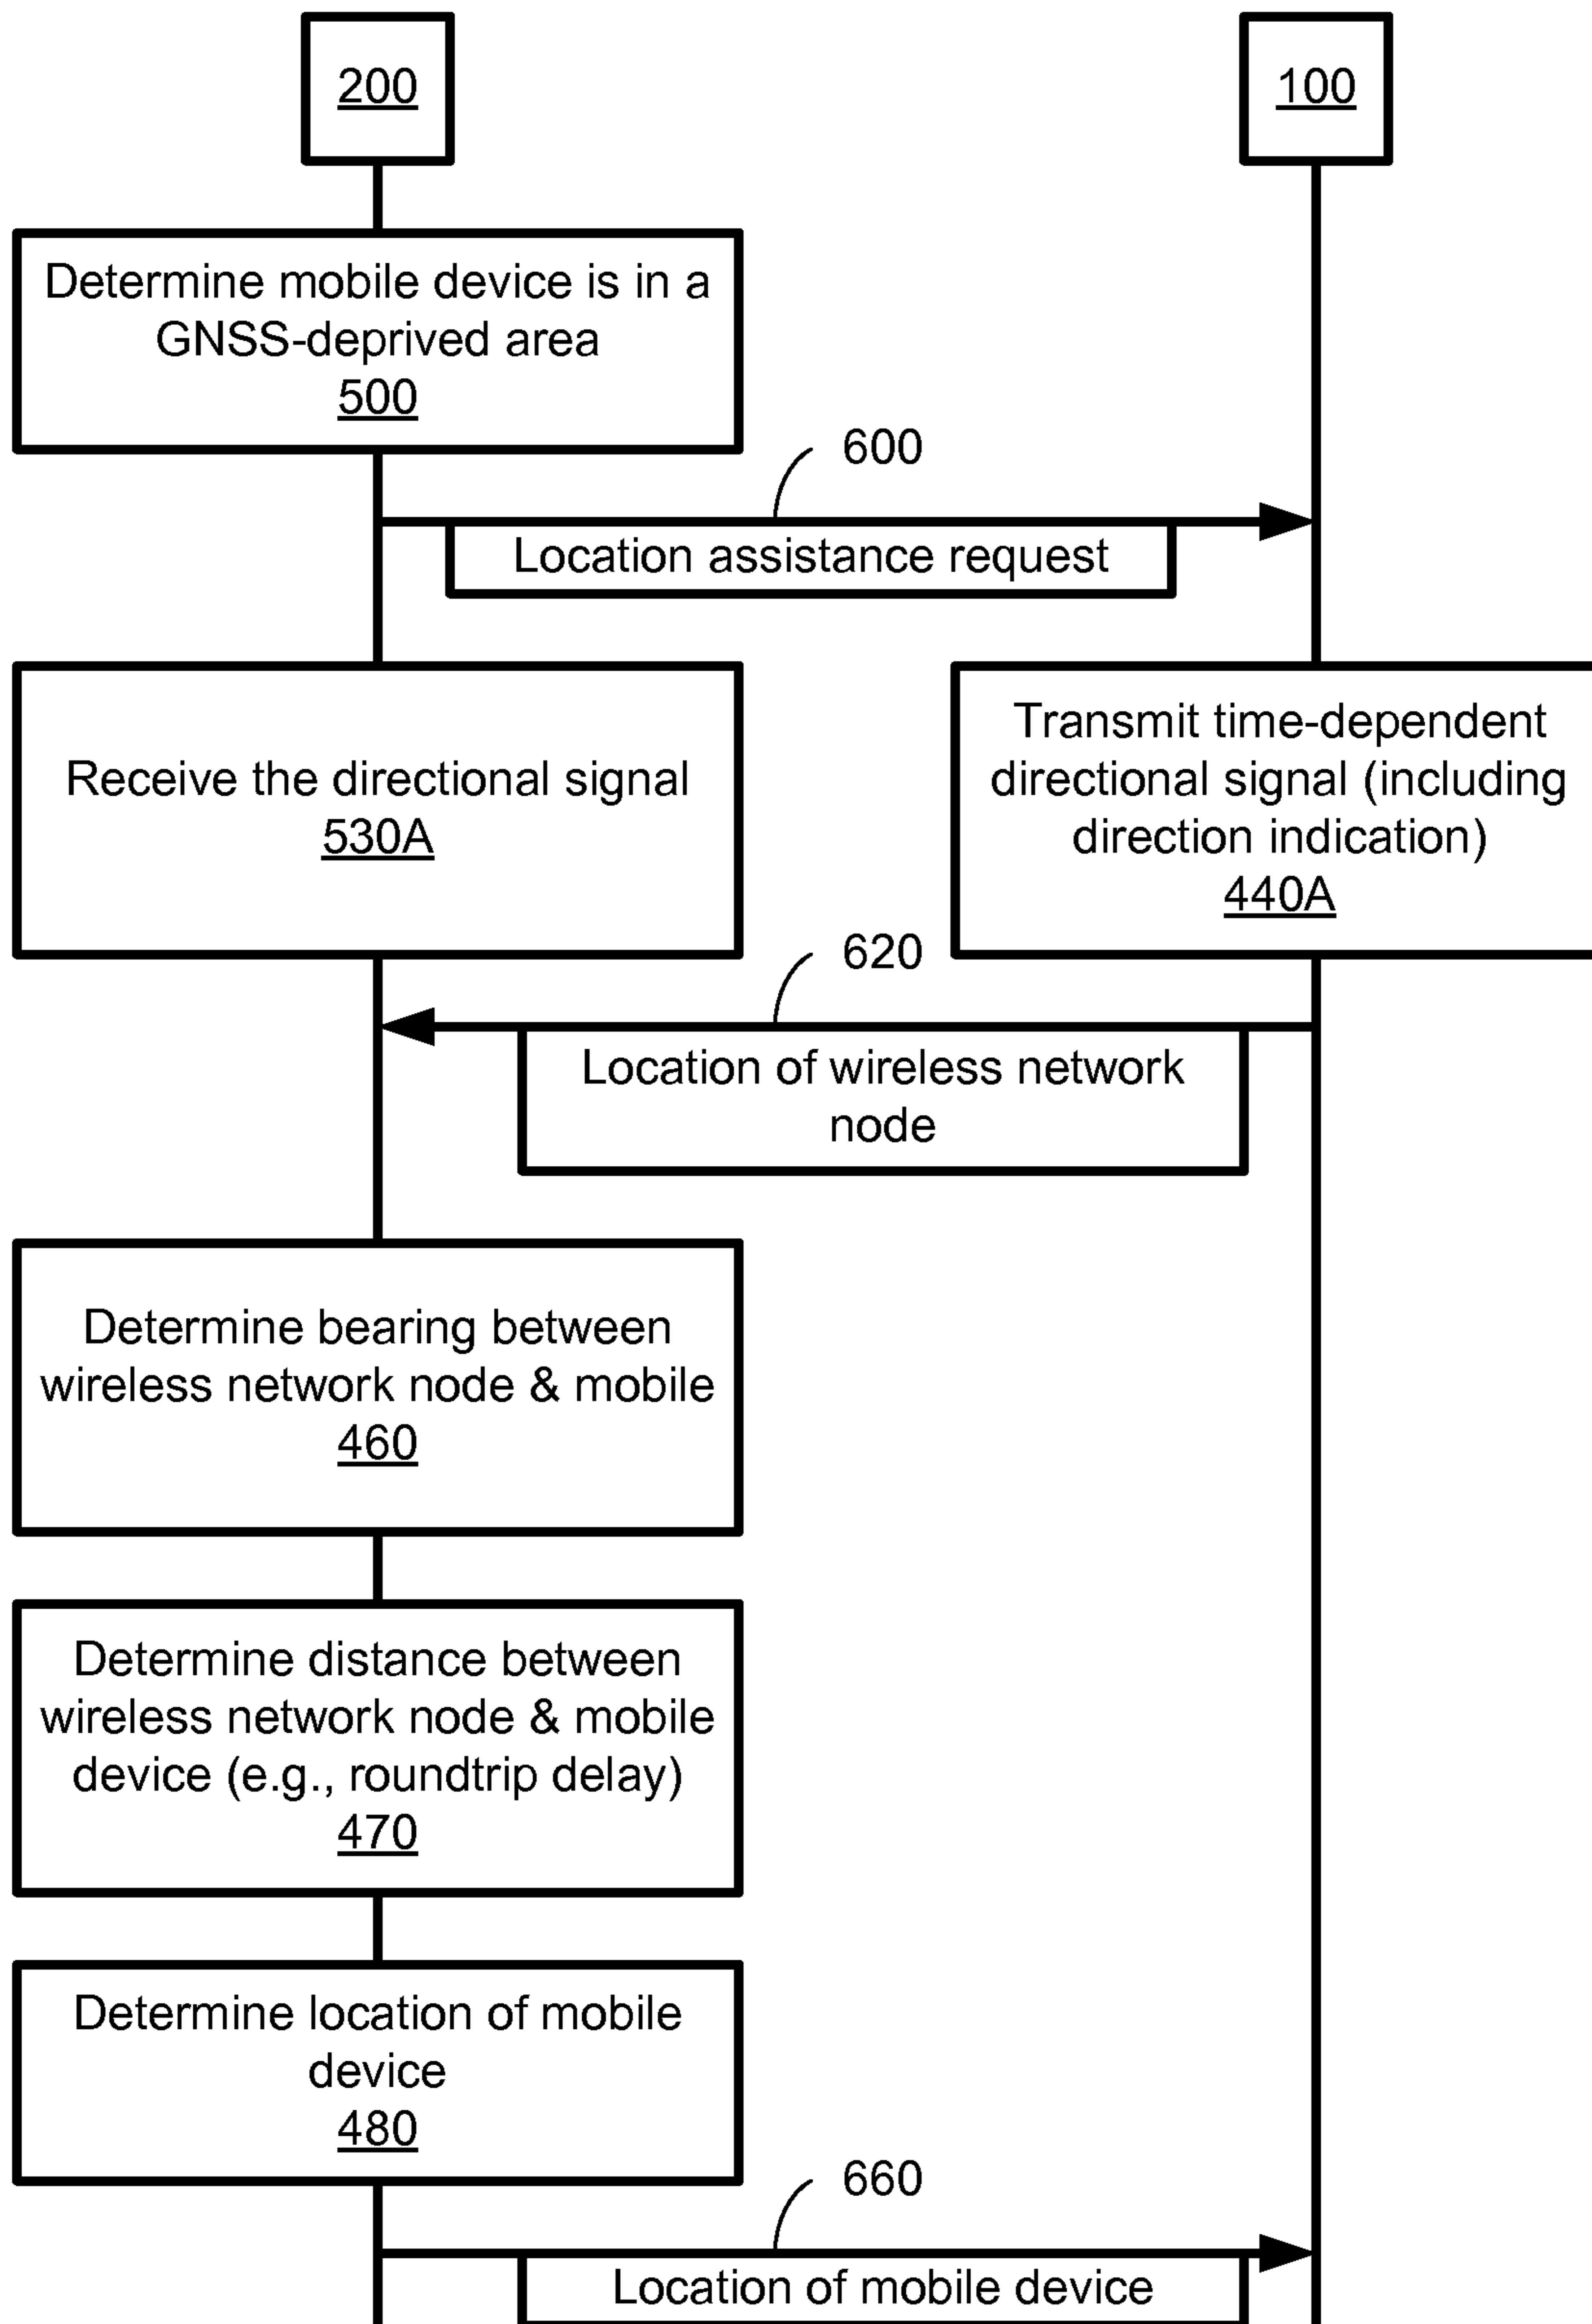 200
100
Determine mobile device is in a
GNSS-deprived area
500
600
Location assistance request
Receive the directional signal
530A
Transmit time-dependent
directional signal (including
direction indication)
440A
620
Location of wireless network
node
Determine bearing between
wireless network node & mobile
460
Determine distance between
wireless network node & mobile
device (e.g., roundtrip delay)
470
Determine location of mobile
device
480
660
Location of mobile device